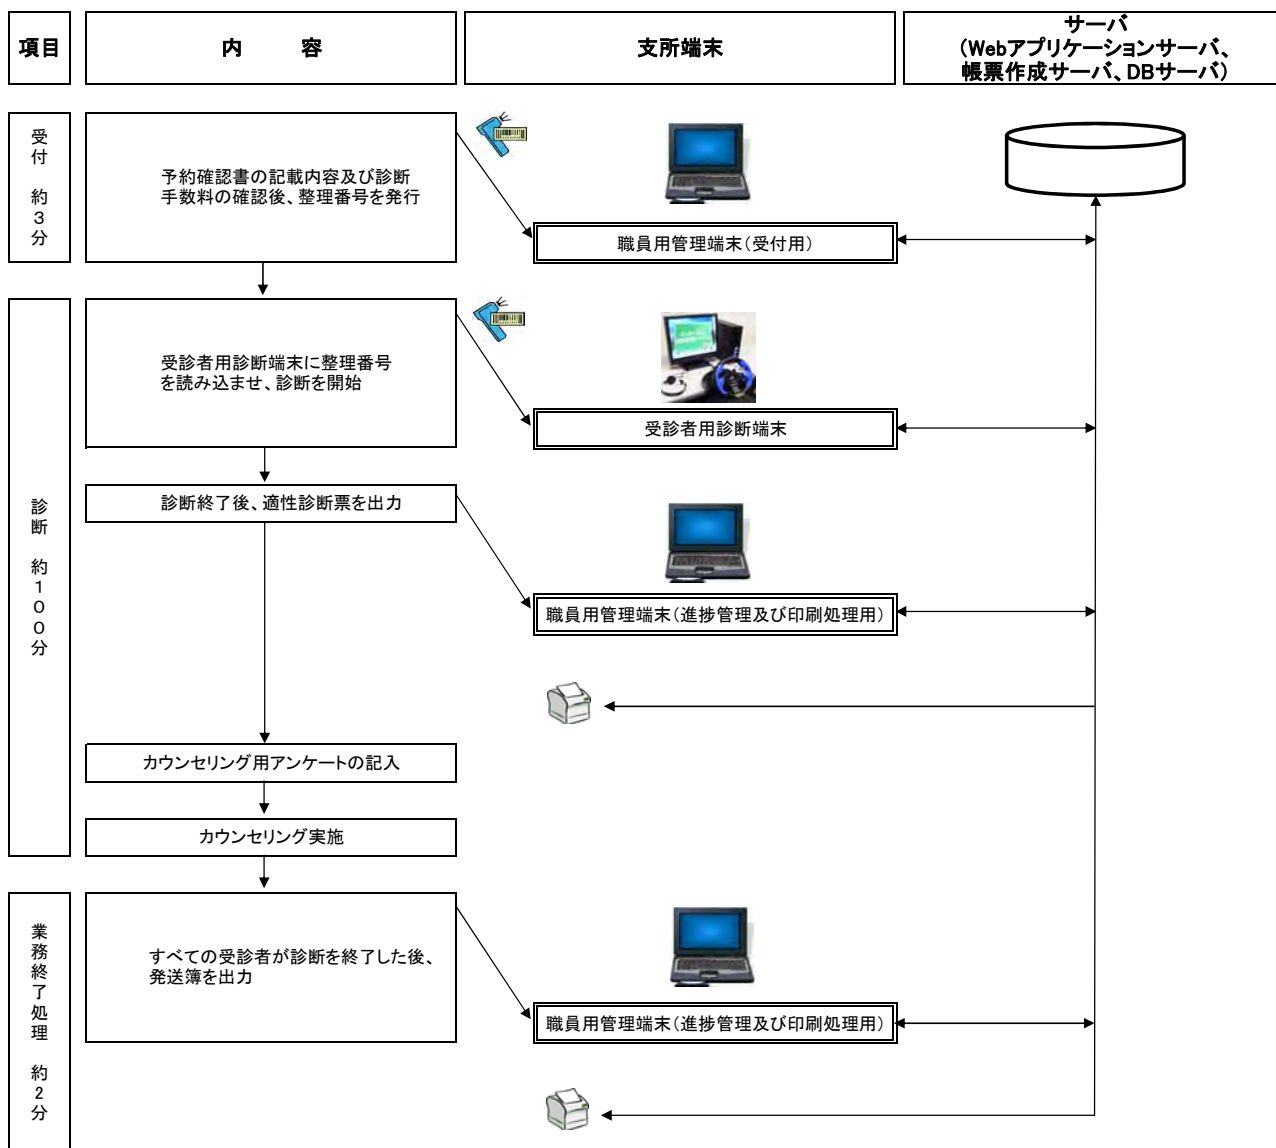 項目
内　容
支所端末
サーバ
(Webアプリケーションサーバ、
帳票作成サーバ、DBサーバ)
受付　約3分
予約確認書の記載内容及び診断
手数料の確認後、整理番号を発行
職員用管理端末(受付用)
診断　約100分
受診者用診断端末に整理番号
を読み込ませ、診断を開始
受診者用診断端末
診断終了後、適性診断票を出力
職員用管理端末(進捗管理及び印刷処理用)
カウンセリング用アンケートの記入
カウンセリング実施
業務終了処理　約2分
すべての受診者が診断を終了した後、
発送簿を出力
職員用管理端末(進捗管理及び印刷処理用)